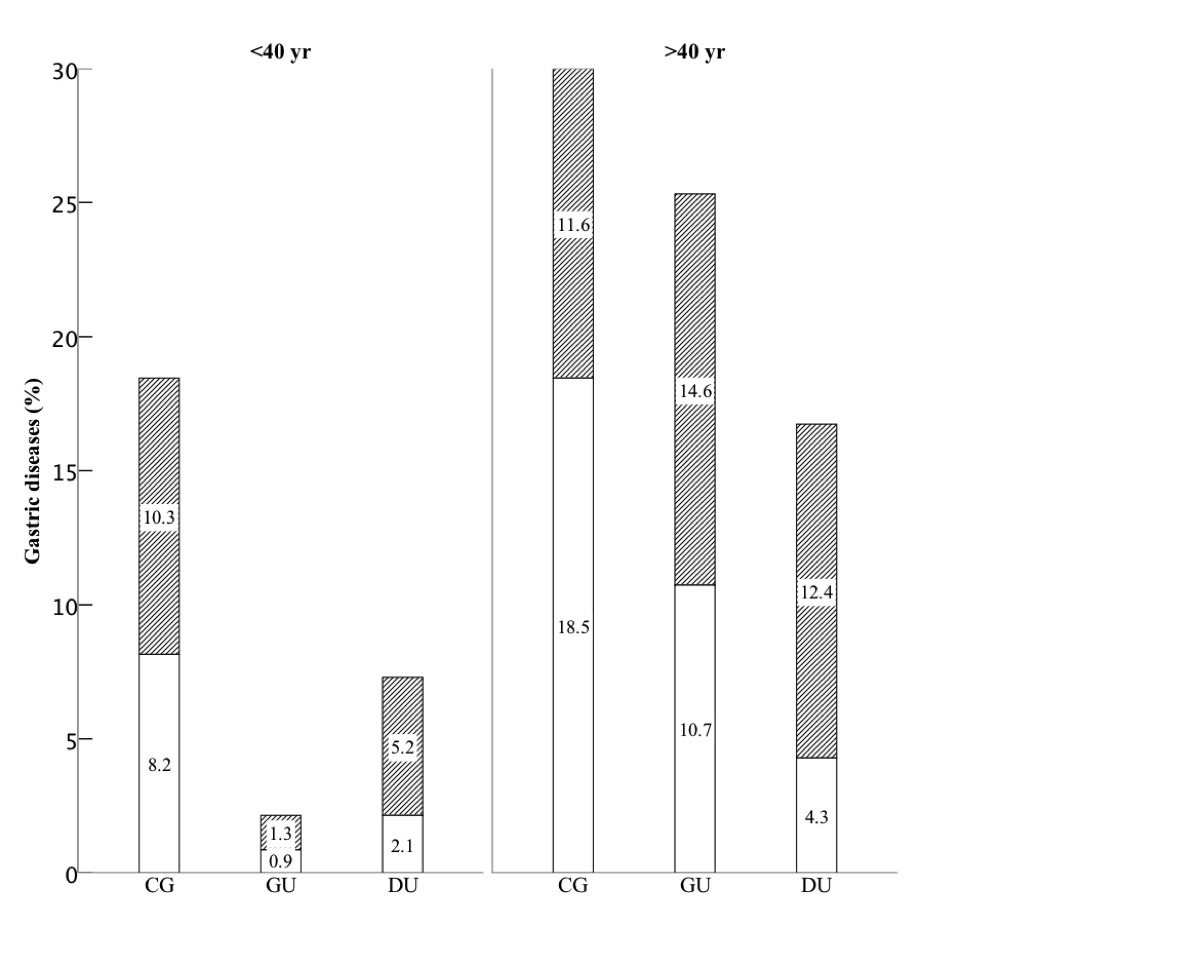 <40 yr
>40 yr
Gastric diseases (%)
30
25
20
15
10
5
0
10.3
8.2
1.3
0.9
5.2
2.1
11.6
18.5
14.6
10.7
12.4
4.3
CG
GU
DU
CG
GU
DU